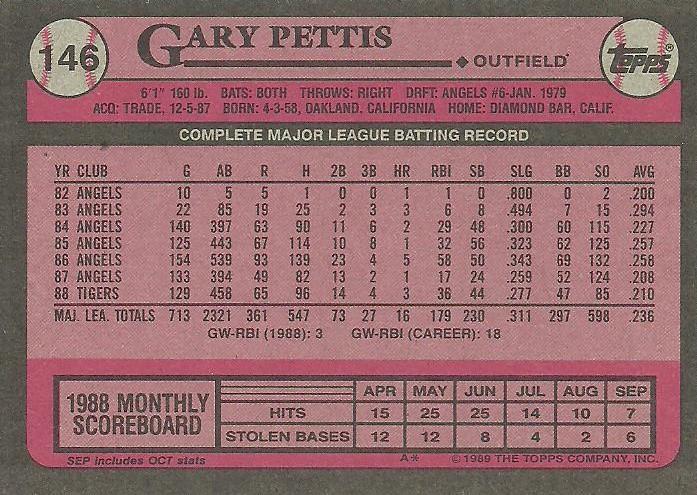 146 GARY PETTIS OUTFIELD Topps®
6'1" 160 lb. BATS: BOTH THROWS: RIGHT DRFT: ANGELS #6-JAN. 1979
ACQ: TRADE, 12-5-87 BORN: 4-3-58, OAKLAND, CALIFORNIA HOME: DIAMOND BAR, CALIF.
COMPLETE MAJOR LEAGUE BATTING RECORD
YR CLUB G AB R H 2B 3B HR RBI SB SLG BB SO AVG
82 ANGELS 10 5 5 1 0 0 1 1 0 .800 0 2 .200
83 ANGELS 22 85 19 25 2 3 3 6 8 .494 7 15 .294
84 ANGELS 140 397 63 90 11 6 2 29 48 .300 60 115 .227
85 ANGELS 125 443 67 114 10 8 1 32 56 .323 62 125 .257
86 ANGELS 154 539 93 139 23 4 5 58 50 .343 69 132 .258
87 ANGELS 133 394 49 82 13 2 1 17 24 .259 52 124 .208
88 TIGERS 129 458 65 96 14 4 3 36 44 .277 47 85 .210
MAJ. LEA. TOTALS 713 2321 361 547 73 27 16 179 230 .311 297 598 .236
GW-RBI (1988): 3 GW-RBI (CAREER): 18
1988 MONTHLY SCOREBOARD
APR MAY JUN JUL AUG SEP
HITS 15 25 25 14 10 7
STOLEN BASES 12 12 8 4 2 6
SEP includes OCT stats A* ©1989 THE TOPPS COMPANY, INC.